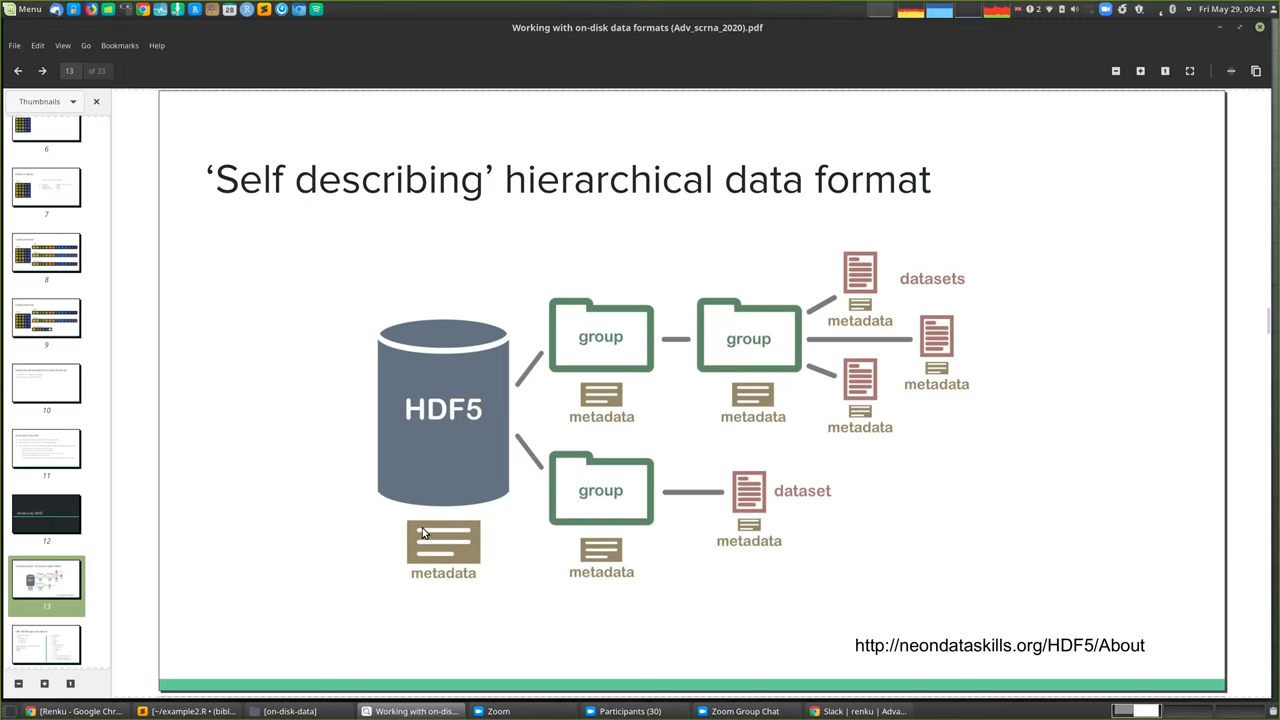 Menu
28
2
Fri May 29, 09:41
Working with on-disk data formats (Adv_scrna_2020).pdf
File Edit View Go Bookmarks Help
13 of 33
Thumbnails
6
7
8
9
10
11
12
13
‘Self describing’ hierarchical data format
HDF5
metadata
group
metadata
group
metadata
datasets
metadata
metadata
metadata
group
metadata
dataset
metadata
http://neondataskills.org/HDF5/About
[Renku - Google Chr...
[~/example2.R • (bibl...
[on-disk-data]
Working with on-dis...
Zoom
Participants (30)
Zoom Group Chat
Slack | renku | Adva...